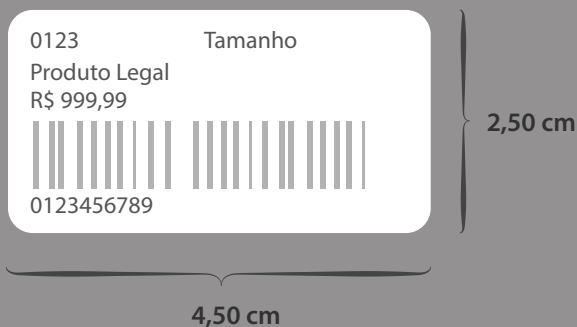 0123 Tamanho
Produto Legal
R$ 999,99
0123456789
2,50 cm
4,50 cm